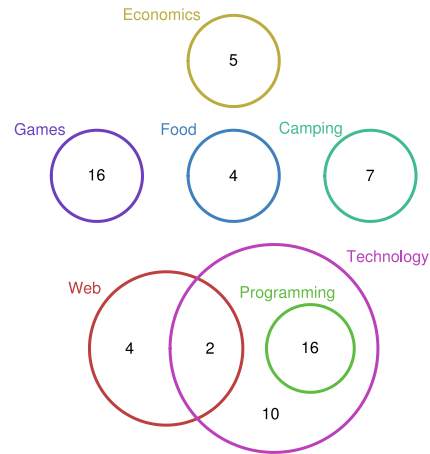 Economics
5
Games
Food
Camping
16
4
7
Technology
Web
Programming
4
2
16
10